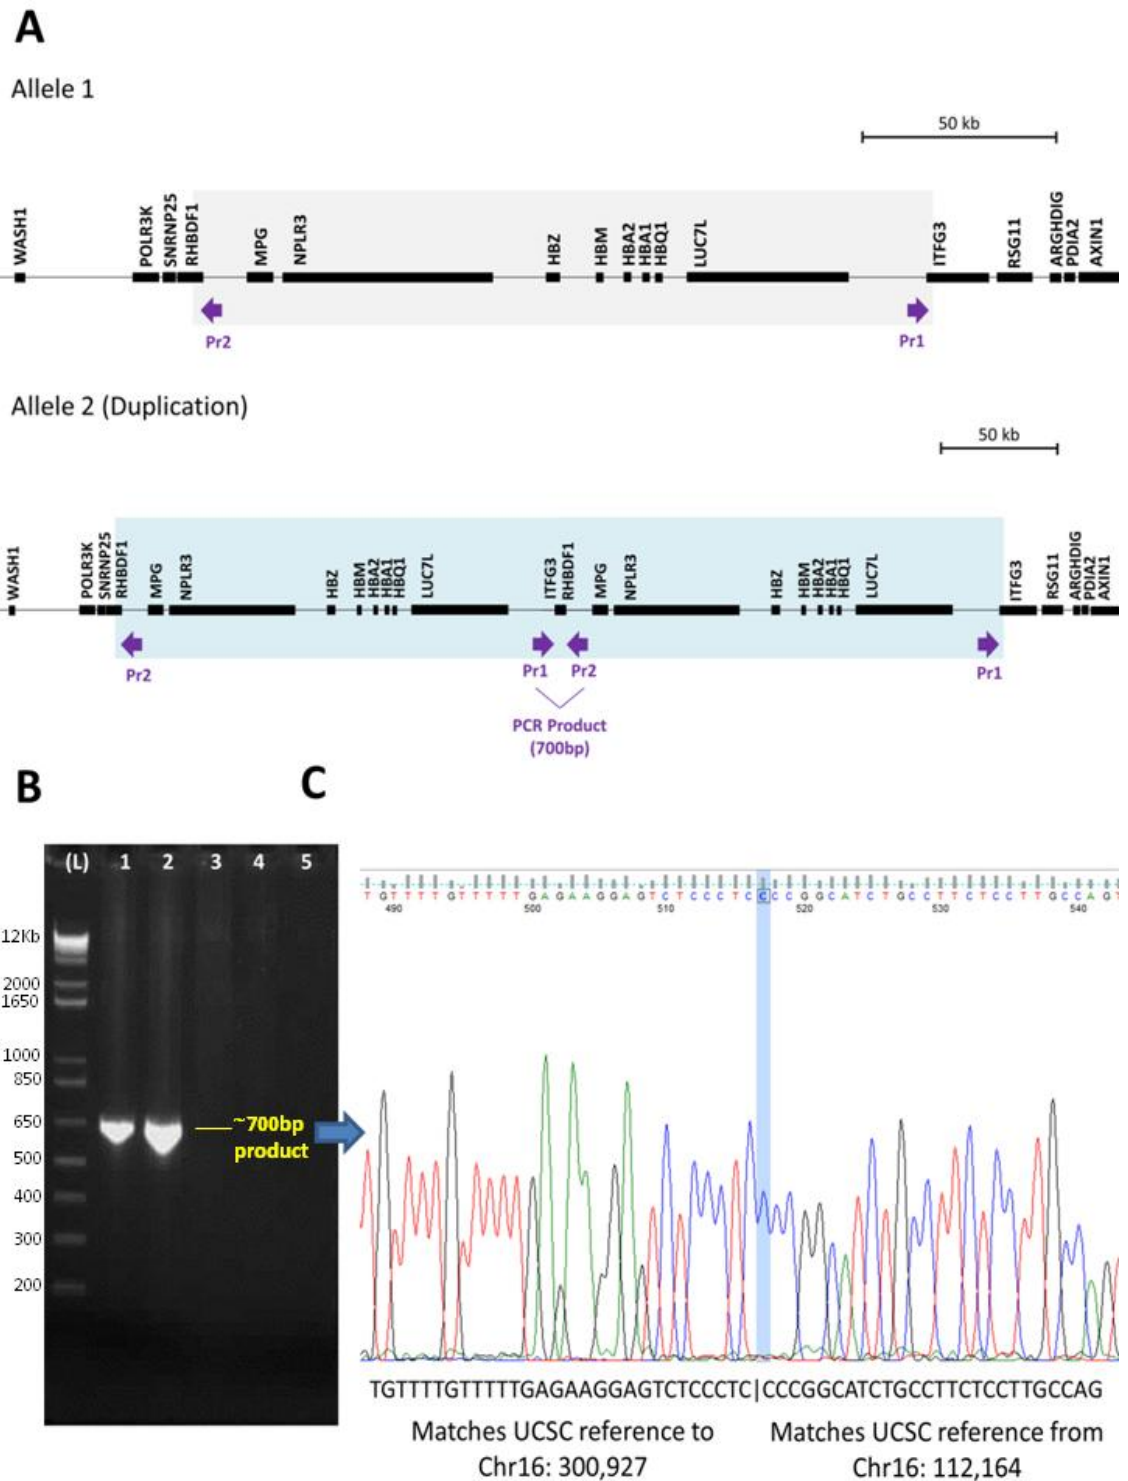 A
Allele 1
50 kb
WASH1
POLR3K
SNRNP25
RHBDF1
MPG
NPLR3
HBZ
HBM
HBA2
HBA1
HBQ1
LUC7L
ITFG3
RSG11
ARGHDIG
PDIA2
AXIN1
Pr2
Pr1
Allele 2 (Duplication)
50 kb
WASH1
POLR3K
SNRNP25
RHBDF1
MPG
NPLR3
HBZ
HBM
HBA2
HBA1
HBQ1
LUC7L
ITFG3
RHBDF1
MPG
NPLR3
HBZ
HBM
HBA2
HBA1
HBQ1
LUC7L
ITFG3
RSG11
ARGHDIG
PDIA2
AXIN1
Pr2
Pr1 Pr2
Pr1
PCR Product
(700bp)
B
(L) 1 2 3 4 5
12Kb
2000
1650
1000
850
650
500
400
300
200
~700bp
product
C
T G T T T T G T T T T T G A G A A G G A G T C T C C C T C C C C G G C A T C T G C C T T C T C C T T G C C A G T
490 500 510 520 530 540
TGTTTTGTTTTTGAGAAGGAGTCTCCCTC|CCCGGCATCTGCCTTCTCCTTGCCAG
Matches UCSC reference to
Chr16: 300,927
Matches UCSC reference from
Chr16: 112,164